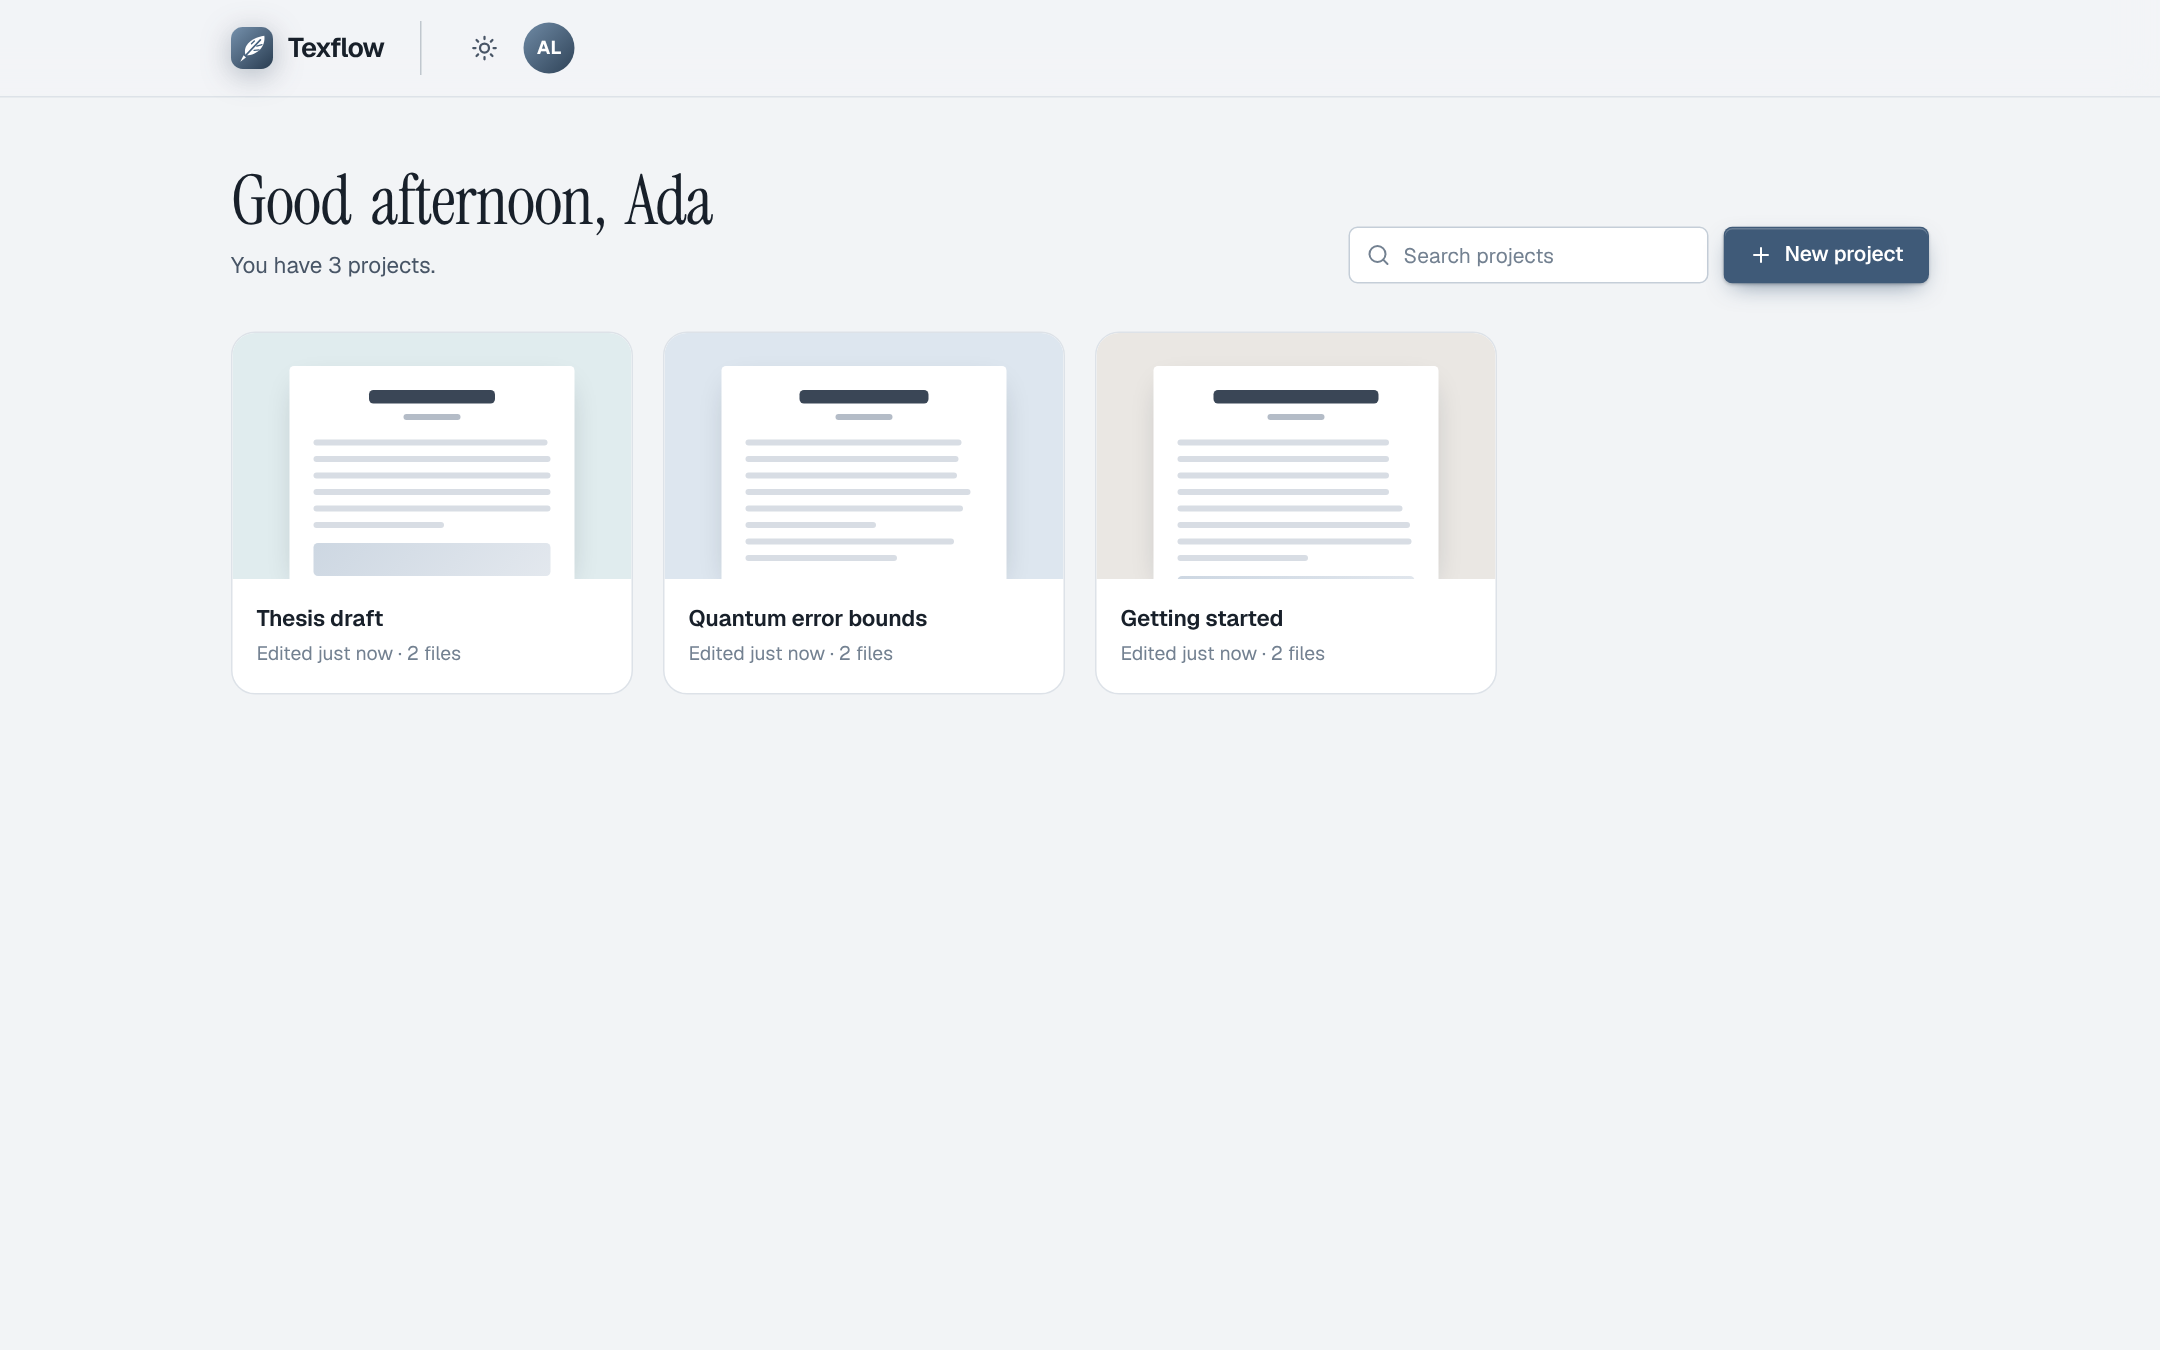 Texflow
AL
Good afternoon, Ada
You have 3 projects.
Search projects
New project
Thesis draft
Edited just now · 2 files
Quantum error bounds
Edited just now · 2 files
Getting started
Edited just now · 2 files